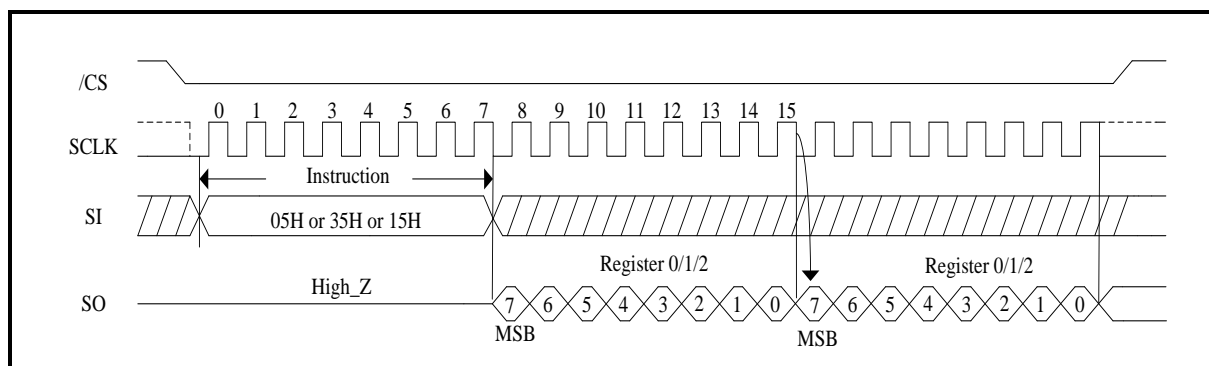 /CS
0 1 2 3 4 5 6 7 8 9 10 11 12 13 14 15
SCLK
Instruction
SI
05H or 35H or 15H
Register 0/1/2 Register 0/1/2
High_Z
SO
7 6 5 4 3 2 1 0 7 6 5 4 3 2 1 0
MSB MSB